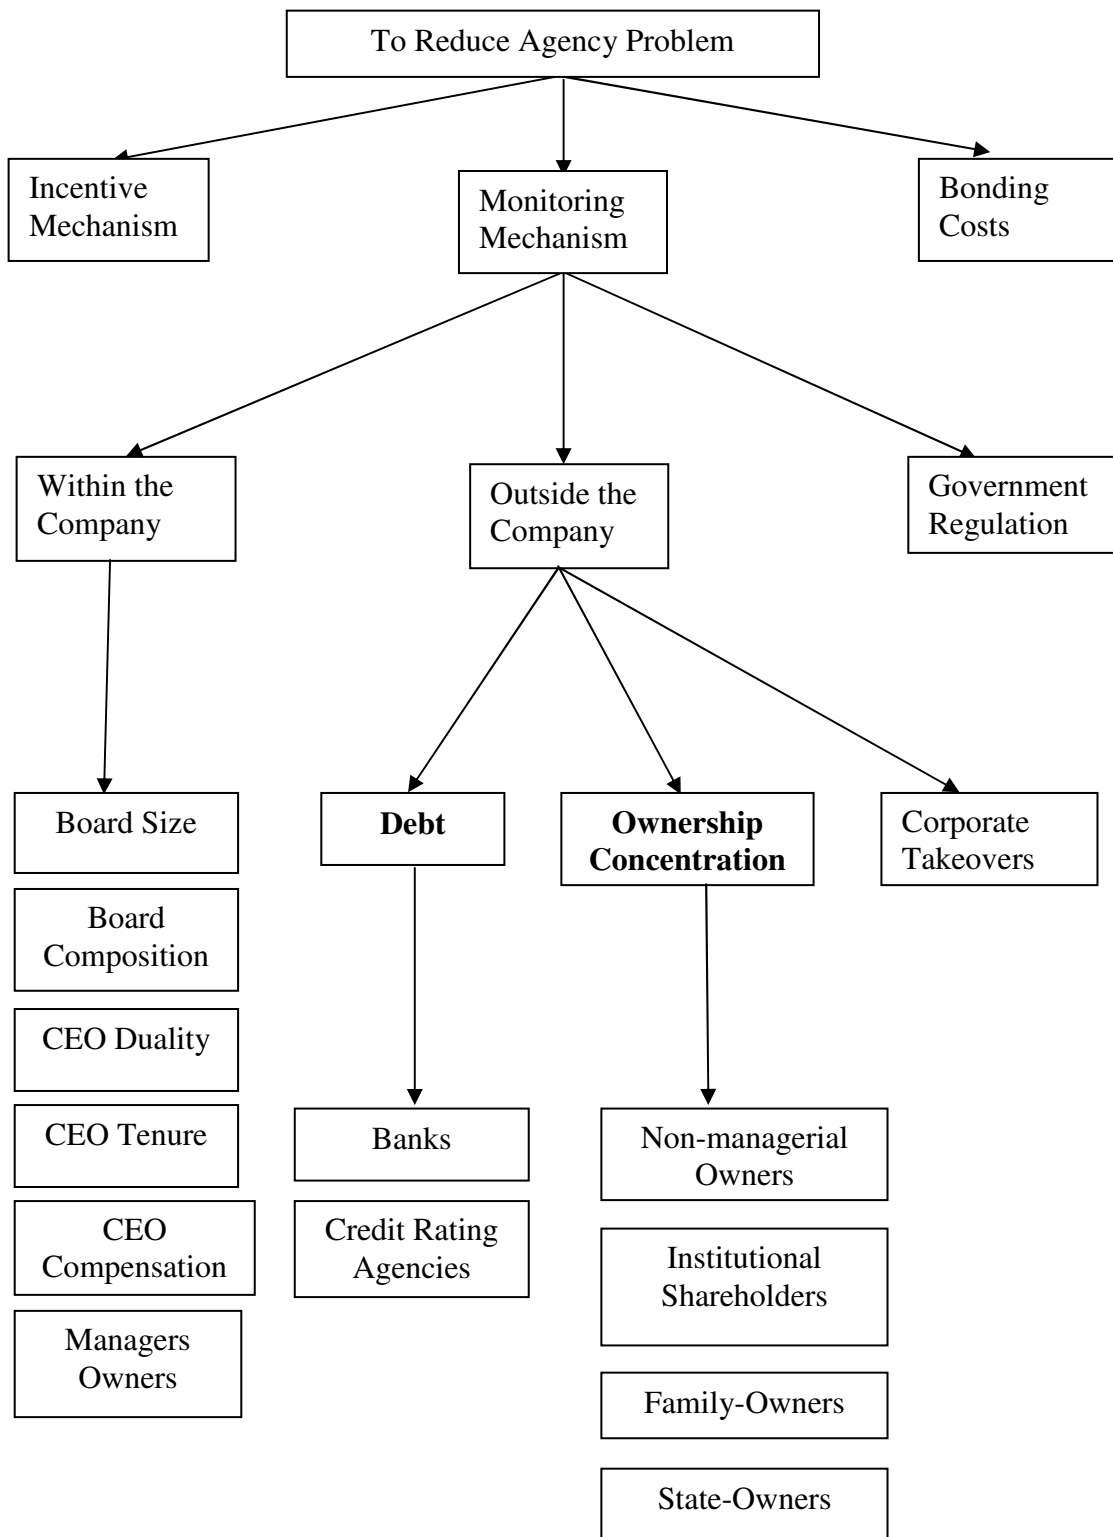 To Reduce Agency Problem
Incentive
Mechanism
Monitoring
Mechanism
Bonding
Costs
Within the
Company
Outside the
Company
Government
Regulation
Board Size
Debt
Ownership
Concentration
Corporate
Takeovers
Board
Composition
CEO Duality
CEO Tenure
CEO
Compensation
Managers
Owners
Banks
Credit Rating
Agencies
Non-managerial
Owners
Institutional
Shareholders
Family-Owners
State-Owners